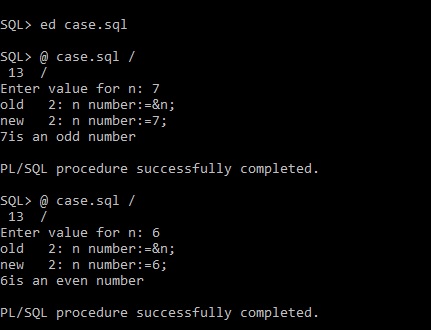 SQL> ed case.sql
SQL> @ case.sql /
13 /
Enter value for n: 7
old 2: n number:=&n;
new 2: n number:=7;
7is an odd number
PL/SQL procedure successfully completed.
SQL> @ case.sql /
13 /
Enter value for n: 6
old 2: n number:=&n;
new 2: n number:=6;
6is an even number
PL/SQL procedure successfully completed.